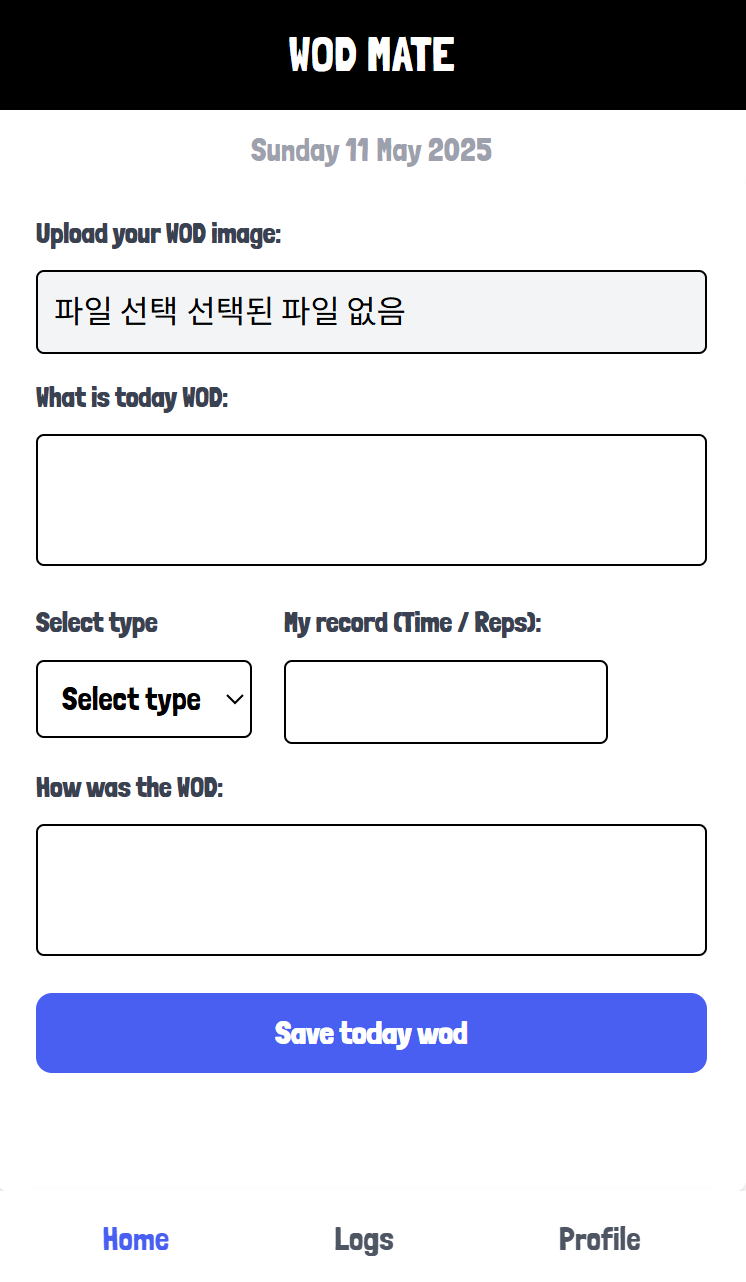 WOD MATE
Sunday 11 May 2025
Upload your WOD image:
파일 선택 선택된 파일 없음
What is today WOD:
Select type
My record (Time / Reps):
Select type
How was the WOD:
Save today wod
Home Logs Profile